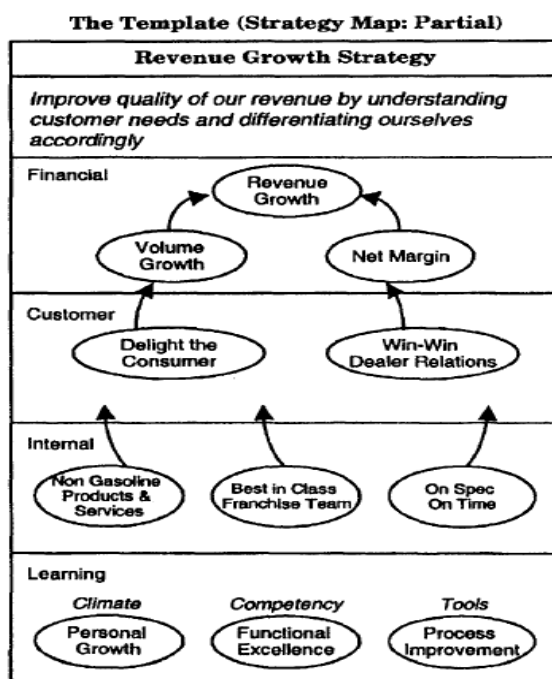 The Template (Strategy Map: Partial)
Revenue Growth Strategy
Improve quality of our revenue by understanding
customer needs and differentiating ourselves
accordingly
Financial
Revenue
Growth
Volume
Growth
Net Margin
Customer
Delight the
Consumer
Win-Win
Dealer Relations
Internal
Non Gasoline
Products &
Services
Best in Class
Franchise Team
On Spec
On Time
Learning
Climate
Competency
Tools
Personal
Growth
Functional
Excellence
Process
Improvement